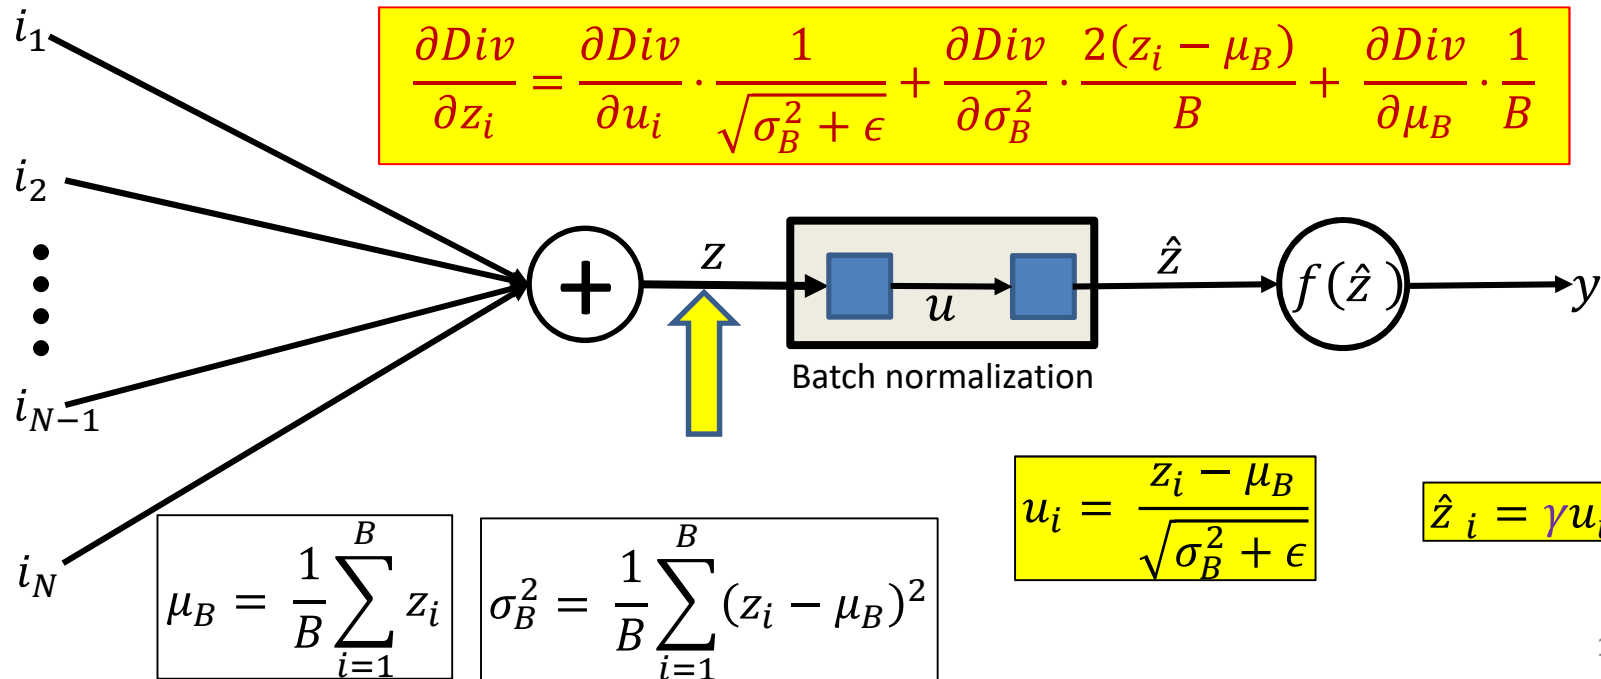 i_1
∂Div/∂z_i = ∂Div/∂u_i · 1/√(σ_B^2 + ϵ) + ∂Div/∂σ_B^2 · 2(z_i − μ_B)/B + ∂Div/∂μ_B · 1/B
i_2
+
z
u
ẑ
f(ẑ )
y
Batch normalization
i_{N−1}
i_N
μ_B = 1/B ∑_{i=1}^{B} z_i
σ_B^2 = 1/B ∑_{i=1}^{B} (z_i − μ_B)^2
u_i = (z_i − μ_B)/√(σ_B^2 + ϵ)
ẑ_i = γu_i